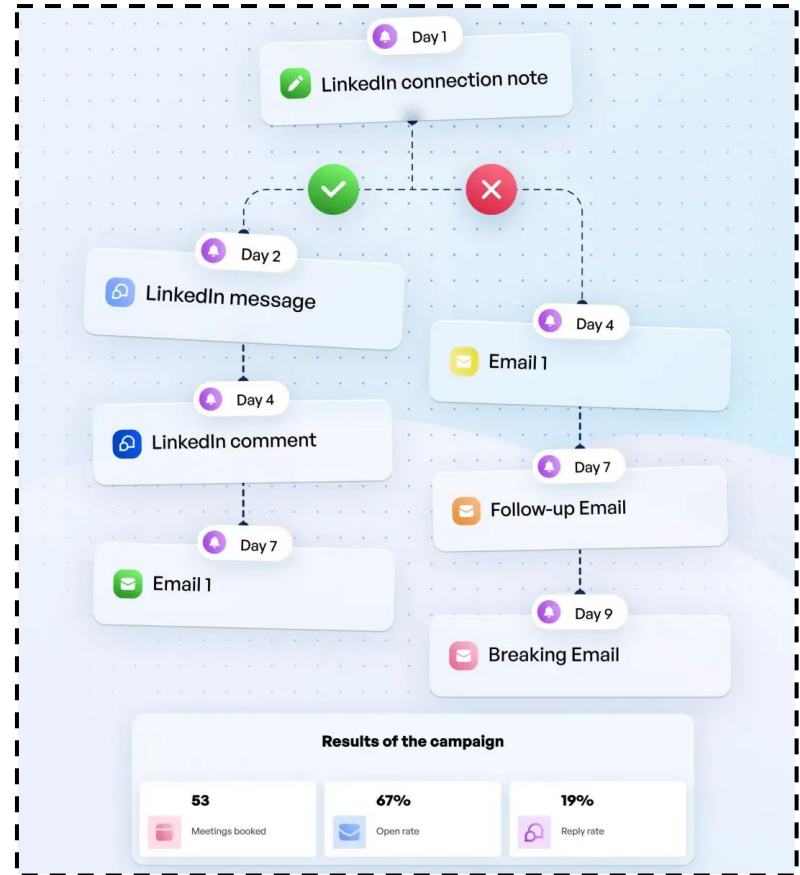 Day 1
LinkedIn connection note
Day 2
LinkedIn message
Day 4
LinkedIn comment
Day 7
Email 1
Day 4
Email 1
Day 7
Follow-up Email
Day 9
Breaking Email
Results of the campaign
53
Meetings booked
67%
Open rate
19%
Reply rate